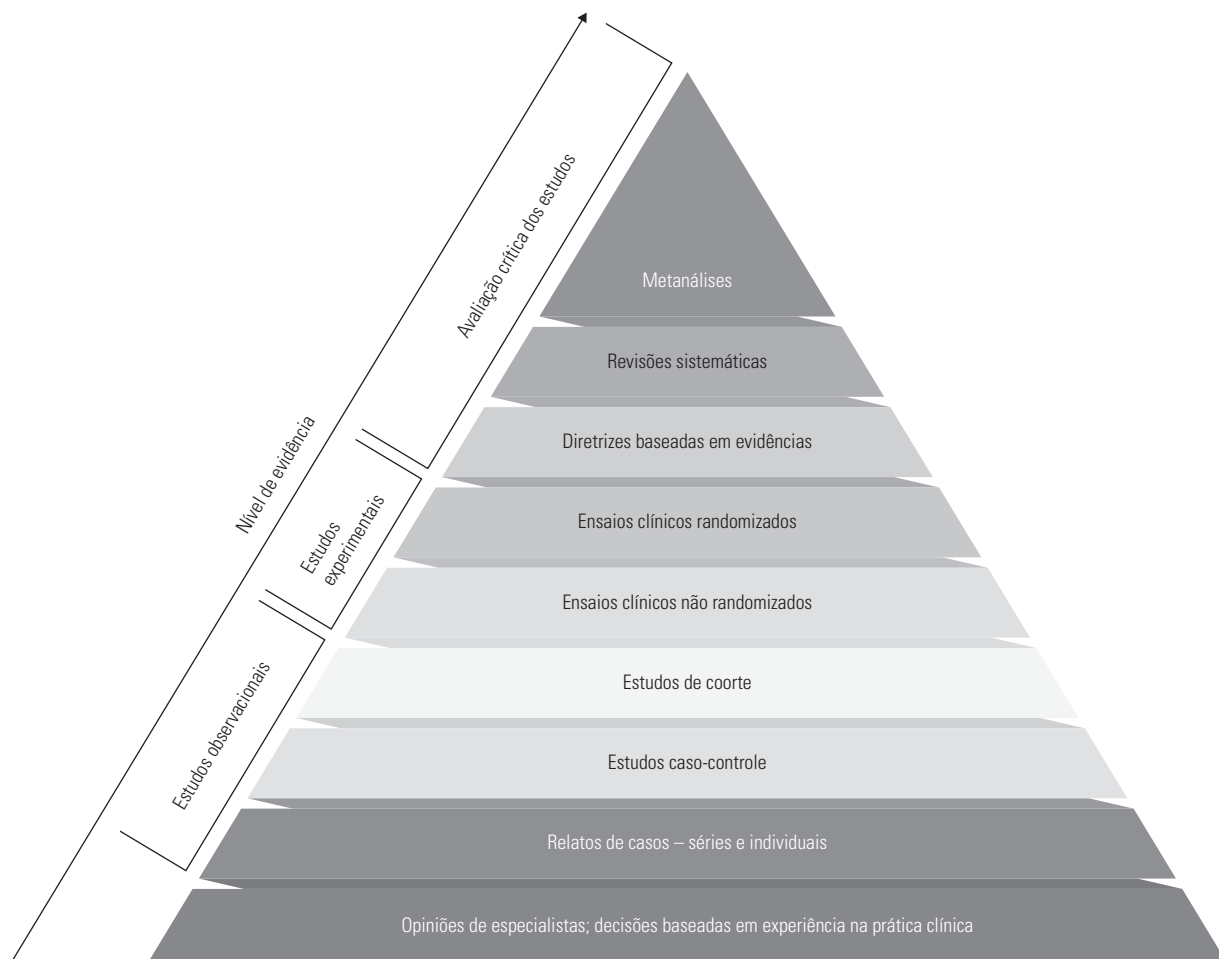 Nível de evidência
Avaliação crítica dos estudos
Estudos
experimentais
Estudos observacionais
Metanálises
Revisões sistemáticas
Diretrizes baseadas em evidências
Ensaios clínicos randomizados
Ensaios clínicos não randomizados
Estudos de coorte
Estudos caso-controle
Relatos de casos – séries e individuais
Opiniões de especialistas; decisões baseadas em experiência na prática clínica